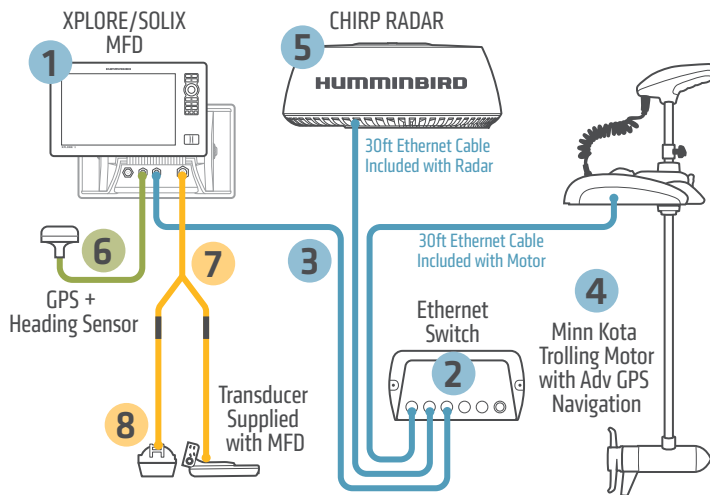 XPLORE/SOLIX
MFD
1
CHIRP RADAR
5
HUMMINBIRD
30ft Ethernet Cable
Included with Radar
30ft Ethernet Cable
Included with Motor
6
7
3
GPS +
Heading Sensor
Ethernet
Switch
2
4
Minn Kota
Trolling Motor
with Adv GPS
Navigation
8
Transducer
Supplied
with MFD